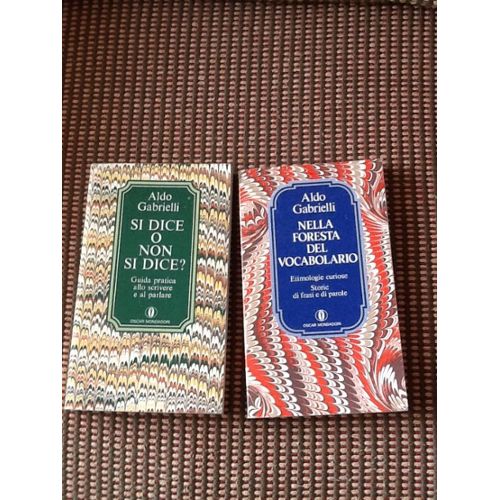 Aldo
Gabrielli
SI DICE
O
NON
SI DICE?
Guida pratica
allo scrivere
e al parlare
OSCAR MONDADORI
Aldo
Gabrielli
NELLA
FORESTA
DEL
VOCABOLARIO
Etimologie curiose
Storie
di frasi e di parole
OSCAR MONDADORI